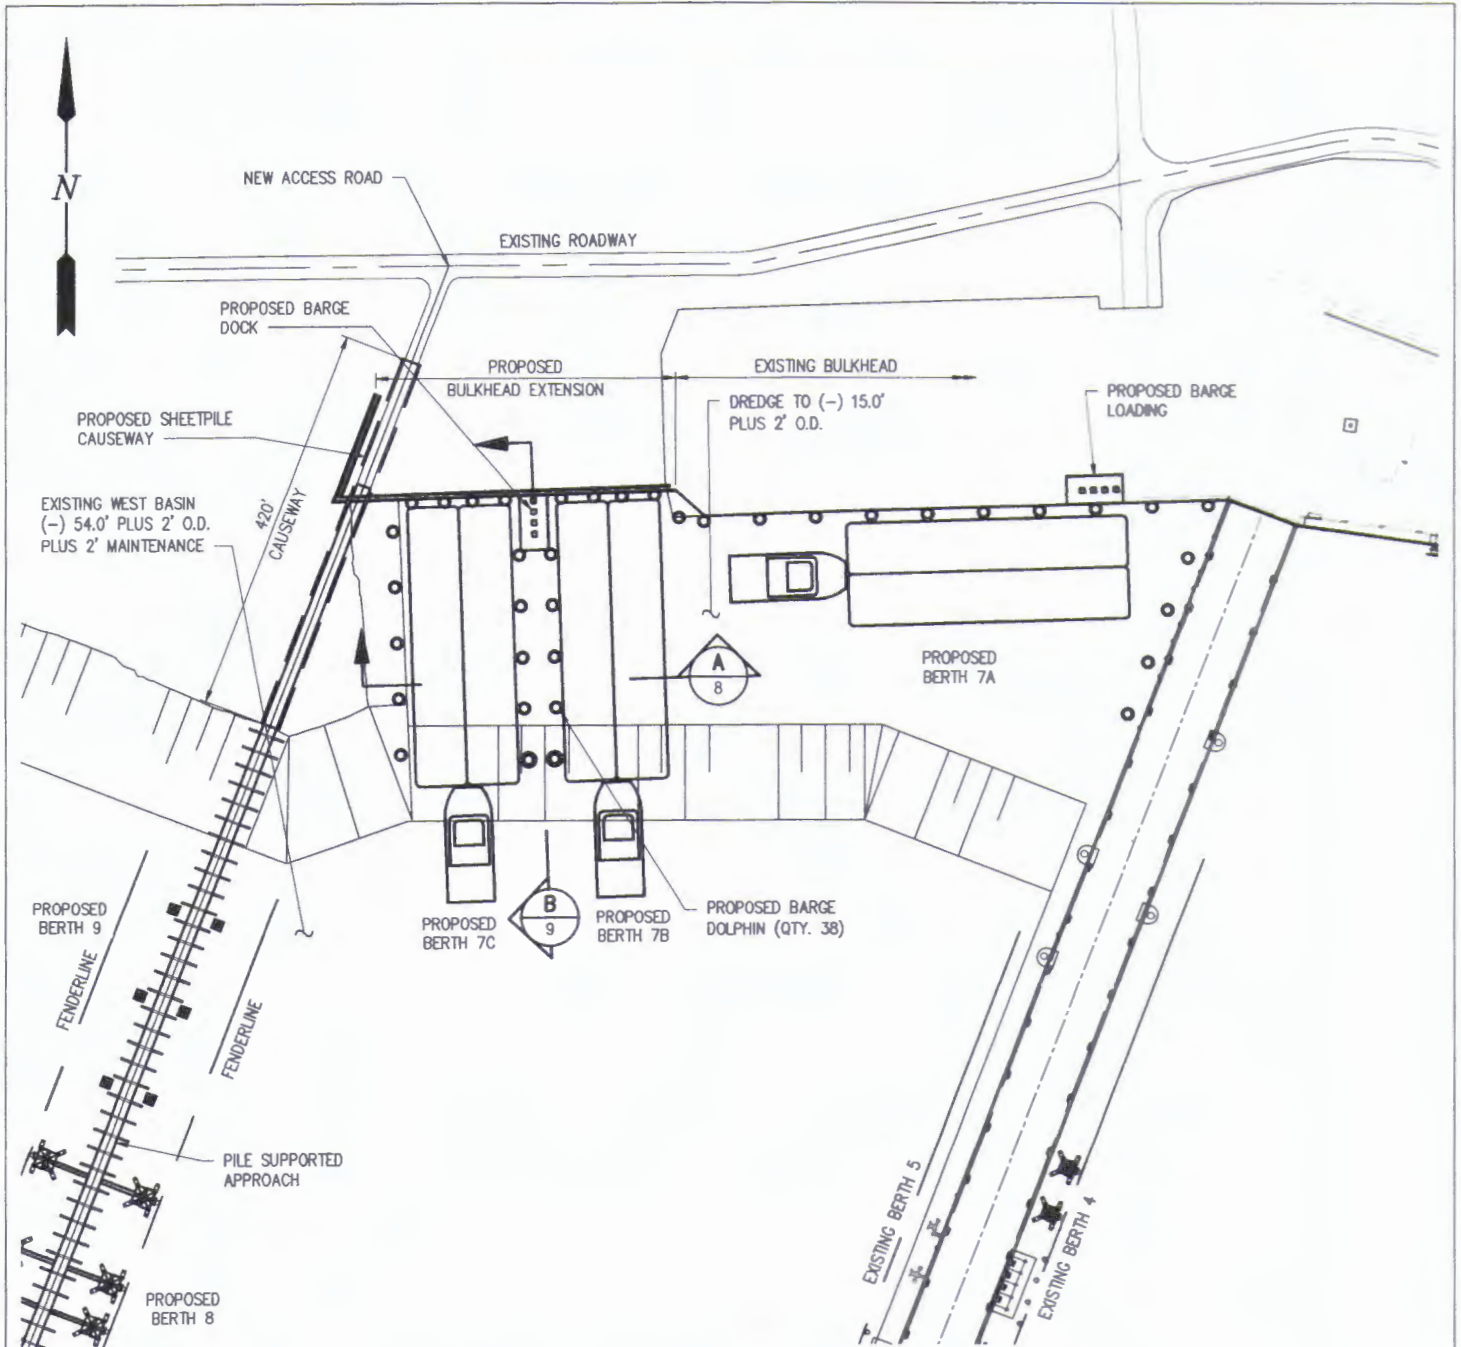 N
NEW ACCESS ROAD
EXISTING ROADWAY
PROPOSED BARGE
DOCK
PROPOSED
BULKHEAD EXTENSION
EXISTING BULKHEAD
DREDGE TO (-) 15.0'
PLUS 2' O.D.
PROPOSED BARGE
LOADING
PROPOSED SHEETPILE
CAUSEWAY
420'
CAUSEWAY
EXISTING WEST BASIN
(-) 54.0' PLUS 2' O.D.
PLUS 2' MAINTENANCE
A
8
PROPOSED
BERTH 7A
PROPOSED
BERTH 9
FENDERLINE
FENDERLINE
PROPOSED
BERTH 7C
B
9
PROPOSED
BERTH 7B
PROPOSED BARGE
DOLPHIN (QTY. 38)
PILE SUPPORTED
APPROACH
EXISTING BERTH 5
EXISTING BERTH 4
PROPOSED
BERTH 8